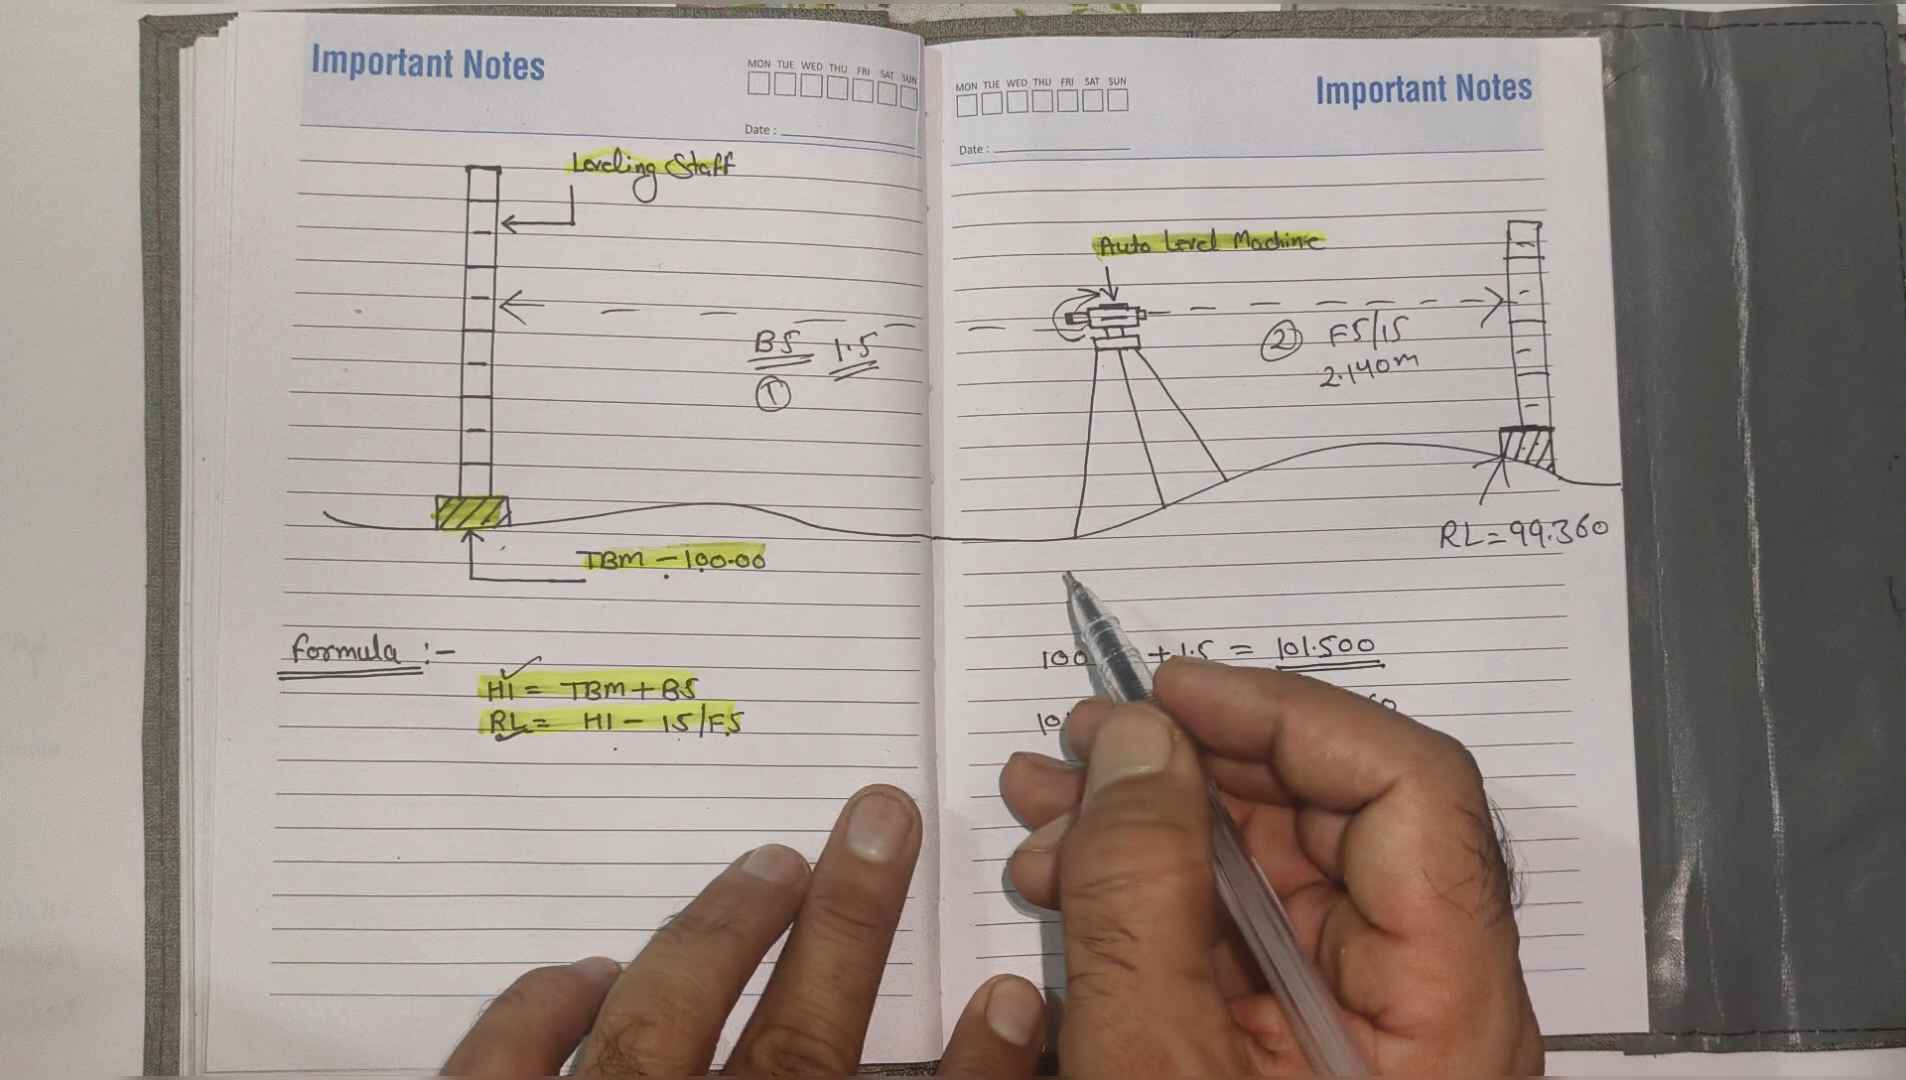 Important Notes
MON TUE WED THU FRI SAT SUN
Date :
Leveling Staff
BS 1.5
1
TBM - 100.00
Formula :-
HI = TBM + BS
RL = HI - IS/FS
MON TUE WED THU FRI SAT SUN
Important Notes
Date :
Auto Level Machine
2 FS/IS
2.140m
RL = 99.360
100 + 1.5 = 101.500